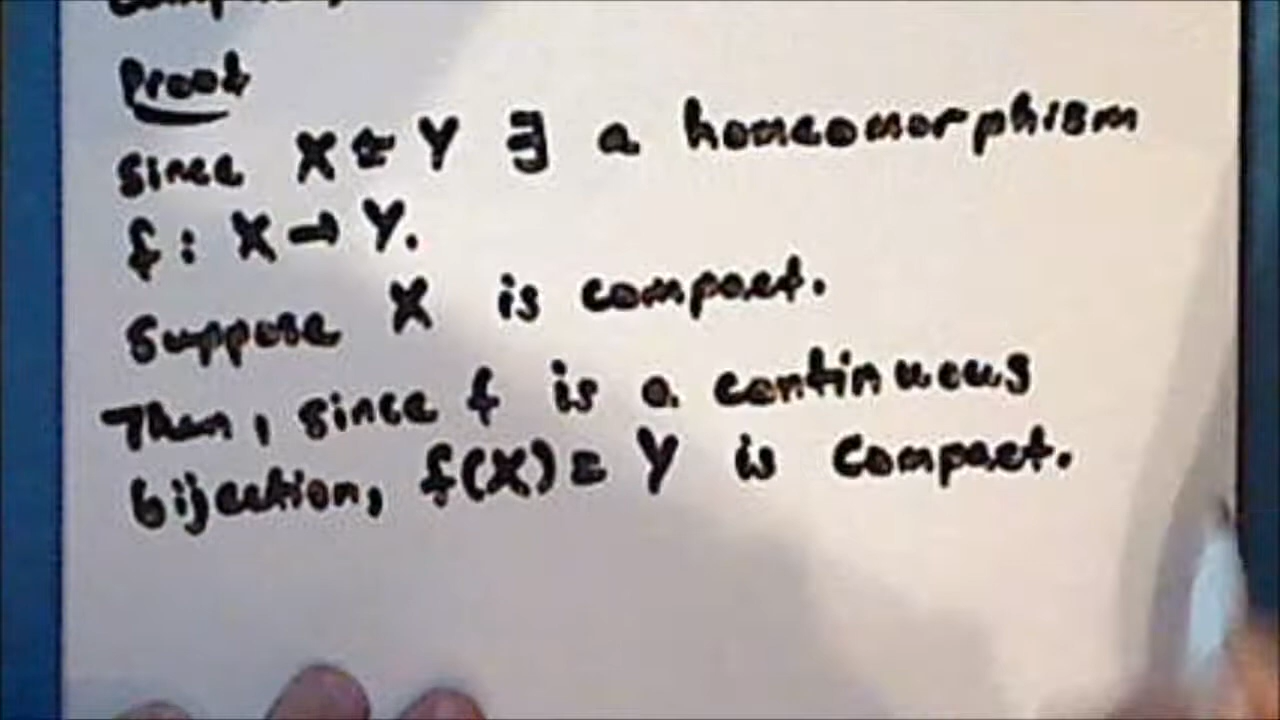 Proof
Since X ≅ Y ∃ a homeomorphism
f: X → Y.
Suppose X is compact.
Then, since f is a continuous
bijection, f(X) = Y is compact.